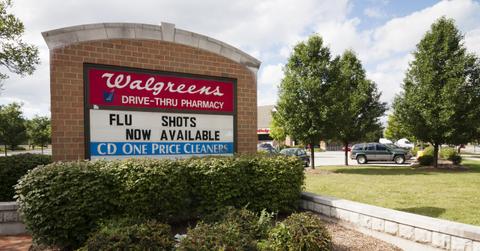 Walgreens
DRIVE-THRU PHARMACY
FLU SHOTS
NOW AVAILABLE
CD ONE PRICE CLEANERS